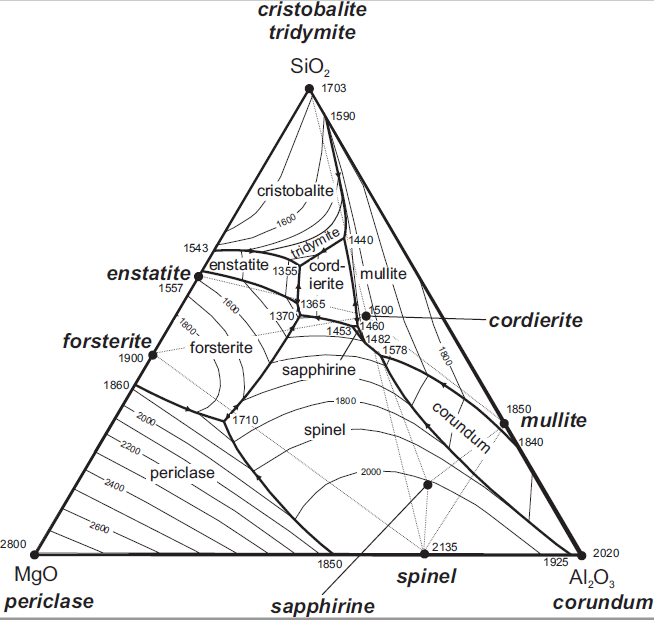 cristobalite
tridymite
SiO₂
1703
1590
cristobalite
1600
1440
tridymite
1543
enstatite
1355
cord-
ierite
mullite
enstatite
1557
1600
1365
1500
1370
1460
cordierite
1453
1482
1800
forsterite
forsterite
1578
1800
1900
sapphirine
1860
1800
1850
mullite
corundum
1710
spinel
1840
2000
2200
periclase
2000
2400
2600
2800
2135
2020
MgO
1850
spinel
1925
Al₂O₃
periclase
sapphirine
corundum